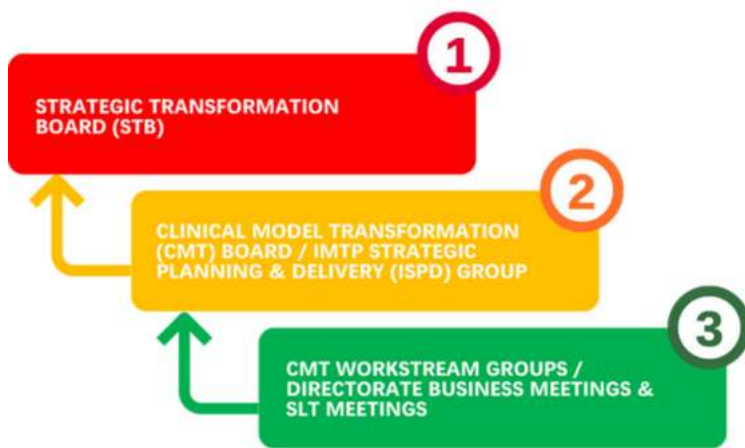 1
STRATEGIC TRANSFORMATION
BOARD (STB)
2
CLINICAL MODEL TRANSFORMATION
(CMT) BOARD / IMTP STRATEGIC
PLANNING & DELIVERY (ISPD) GROUP
3
CMT WORKSTREAM GROUPS /
DIRECTORATE BUSINESS MEETINGS &
SLT MEETINGS